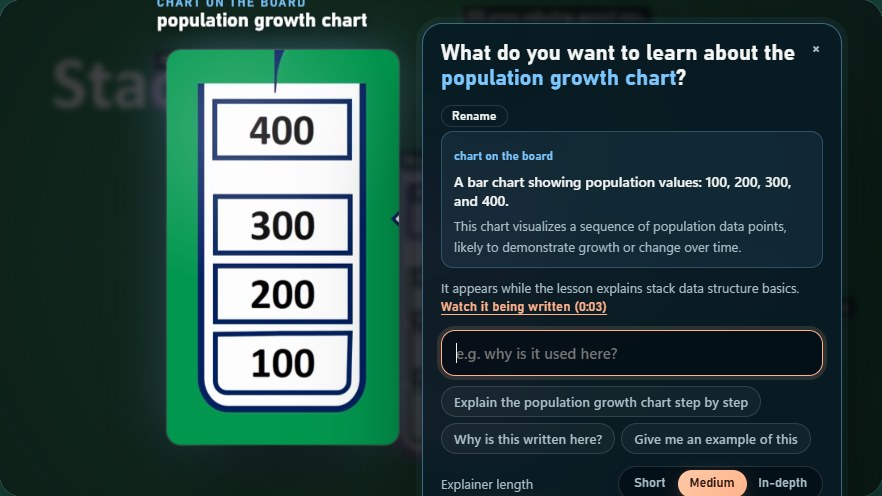 CHART ON THE BOARD
population growth chart
Stac
400
300
200
100
What do you want to learn about the
population growth chart?
×
Rename
chart on the board
A bar chart showing population values: 100, 200, 300,
and 400.
This chart visualizes a sequence of population data points,
likely to demonstrate growth or change over time.
It appears while the lesson explains stack data structure basics.
Watch it being written (0:03)
e.g. why is it used here?
Explain the population growth chart step by step
Why is this written here?
Give me an example of this
Explainer length
Short
Medium
In-depth